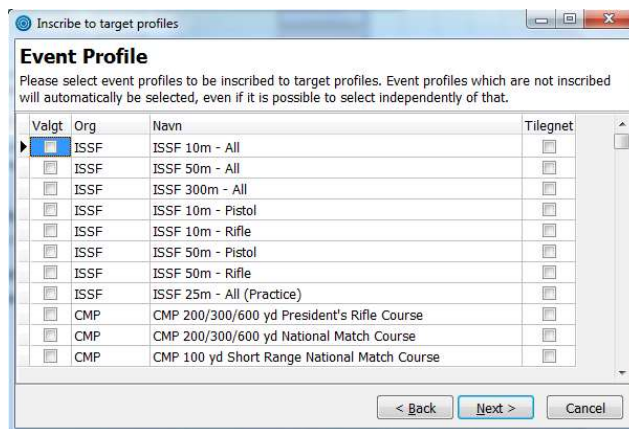 Inscribe to target profiles
Event Profile
Please select event profiles to be inscribed to target profiles. Event profiles which are not inscribed
will automatically be selected, even if it is possible to select independently of that.
Valgt Org Navn Tilegnet
ISSF ISSF 10m - All
ISSF ISSF 50m - All
ISSF ISSF 300m - All
ISSF ISSF 10m - Pistol
ISSF ISSF 10m - Rifle
ISSF ISSF 50m - Pistol
ISSF ISSF 50m - Rifle
ISSF ISSF 25m - All (Practice)
CMP CMP 200/300/600 yd President's Rifle Course
CMP CMP 200/300/600 yd National Match Course
CMP CMP 100 yd Short Range National Match Course
< Back Next > Cancel